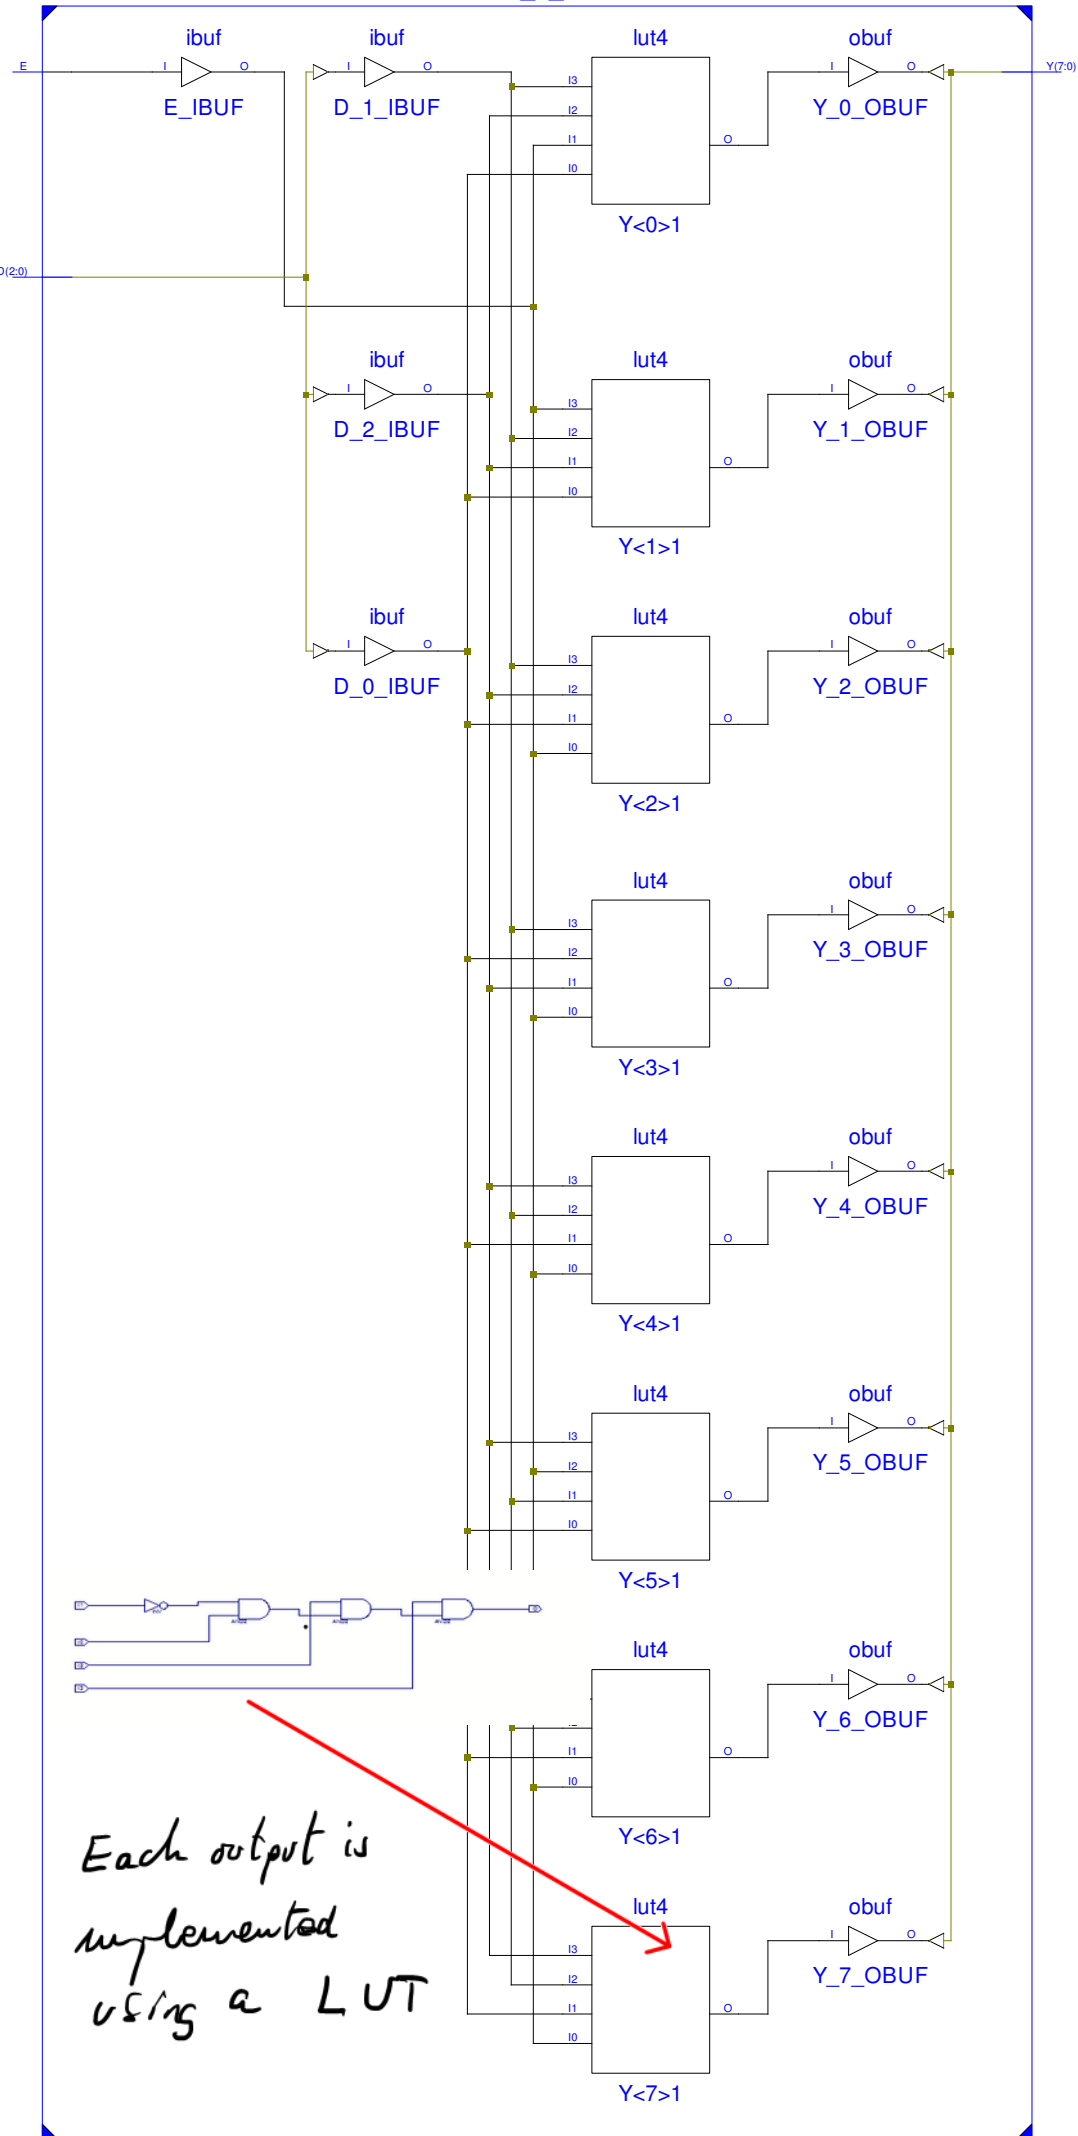 ibuf ibuf lut4 obuf
E I O I O I3 I O Y(7:0)
E_IBUF D_1_IBUF I2 Y_0_OBUF
I1 O
I0
Y<0>1
D(2:0)
ibuf lut4 obuf
I O I3 I O
D_2_IBUF I2 Y_1_OBUF
I1 O
I0
Y<1>1
ibuf lut4 obuf
I O I3 I O
D_0_IBUF I2 Y_2_OBUF
I1 O
I0
Y<2>1
lut4 obuf
I3 I O
I2 Y_3_OBUF
I1 O
I0
Y<3>1
lut4 obuf
I3 I O
I2 Y_4_OBUF
I1 O
I0
Y<4>1
lut4 obuf
I3 I O
I2 Y_5_OBUF
I1 O
I0
Y<5>1
lut4 obuf
I O
Y_6_OBUF
I1 O
I0
Y<6>1
lut4 obuf
I3 I O
I2 Y_7_OBUF
I1 O
I0
Y<7>1
Each output is
implemented
using a LUT